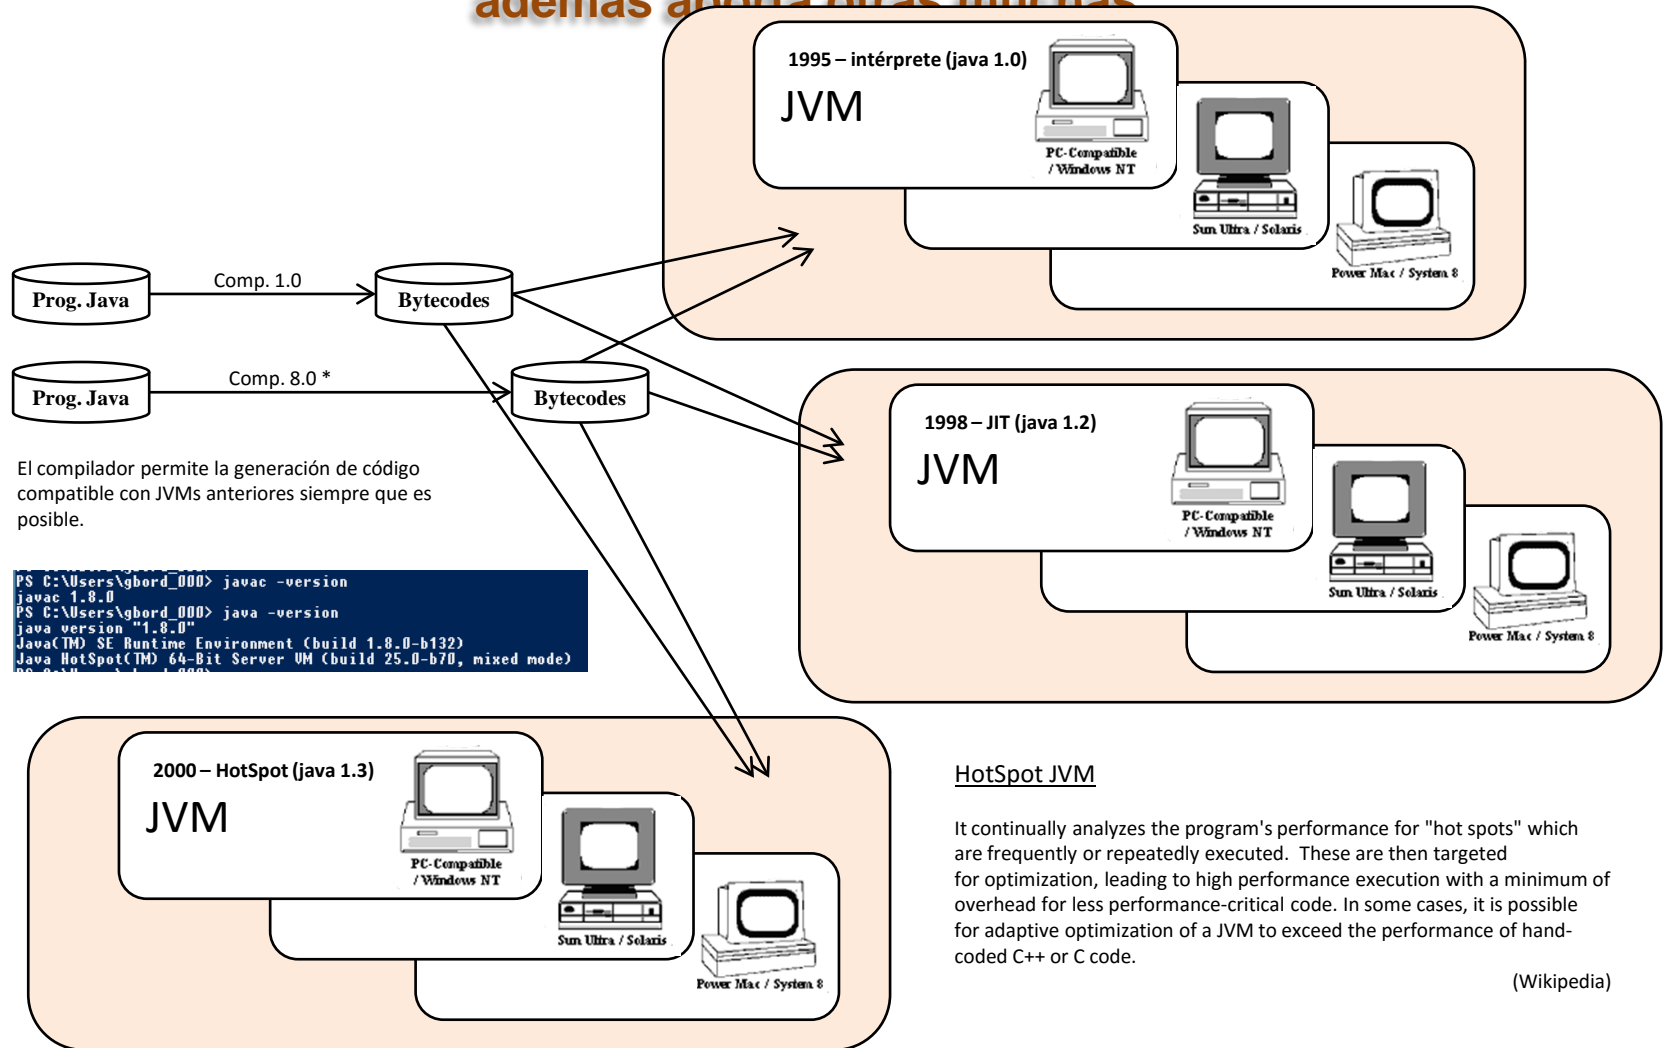 además aporta otras muchas
1995 – intérprete (java 1.0)
JVM
PC-Compatible
/ Windows NT
Sun Ultra / Solaris
Power Mac / System 8
Prog. Java
Comp. 1.0
Bytecodes
Prog. Java
Comp. 8.0 *
Bytecodes
1998 – JIT (java 1.2)
JVM
PC-Compatible
/ Windows NT
Sun Ultra / Solaris
Power Mac / System 8
El compilador permite la generación de código
compatible con JVMs anteriores siempre que es
posible.
PS C:\Users\gbord_000> javac -version
javac 1.8.0
PS C:\Users\gbord_000> java -version
java version "1.8.0"
Java(TM) SE Runtime Environment (build 1.8.0-b132)
Java HotSpot(TM) 64-Bit Server VM (build 25.0-b70, mixed mode)
2000 – HotSpot (java 1.3)
JVM
PC-Compatible
/ Windows NT
Sun Ultra / Solaris
Power Mac / System 8
HotSpot JVM
It continually analyzes the program's performance for "hot spots" which
are frequently or repeatedly executed. These are then targeted
for optimization, leading to high performance execution with a minimum of
overhead for less performance-critical code. In some cases, it is possible
for adaptive optimization of a JVM to exceed the performance of hand-
coded C++ or C code.
(Wikipedia)